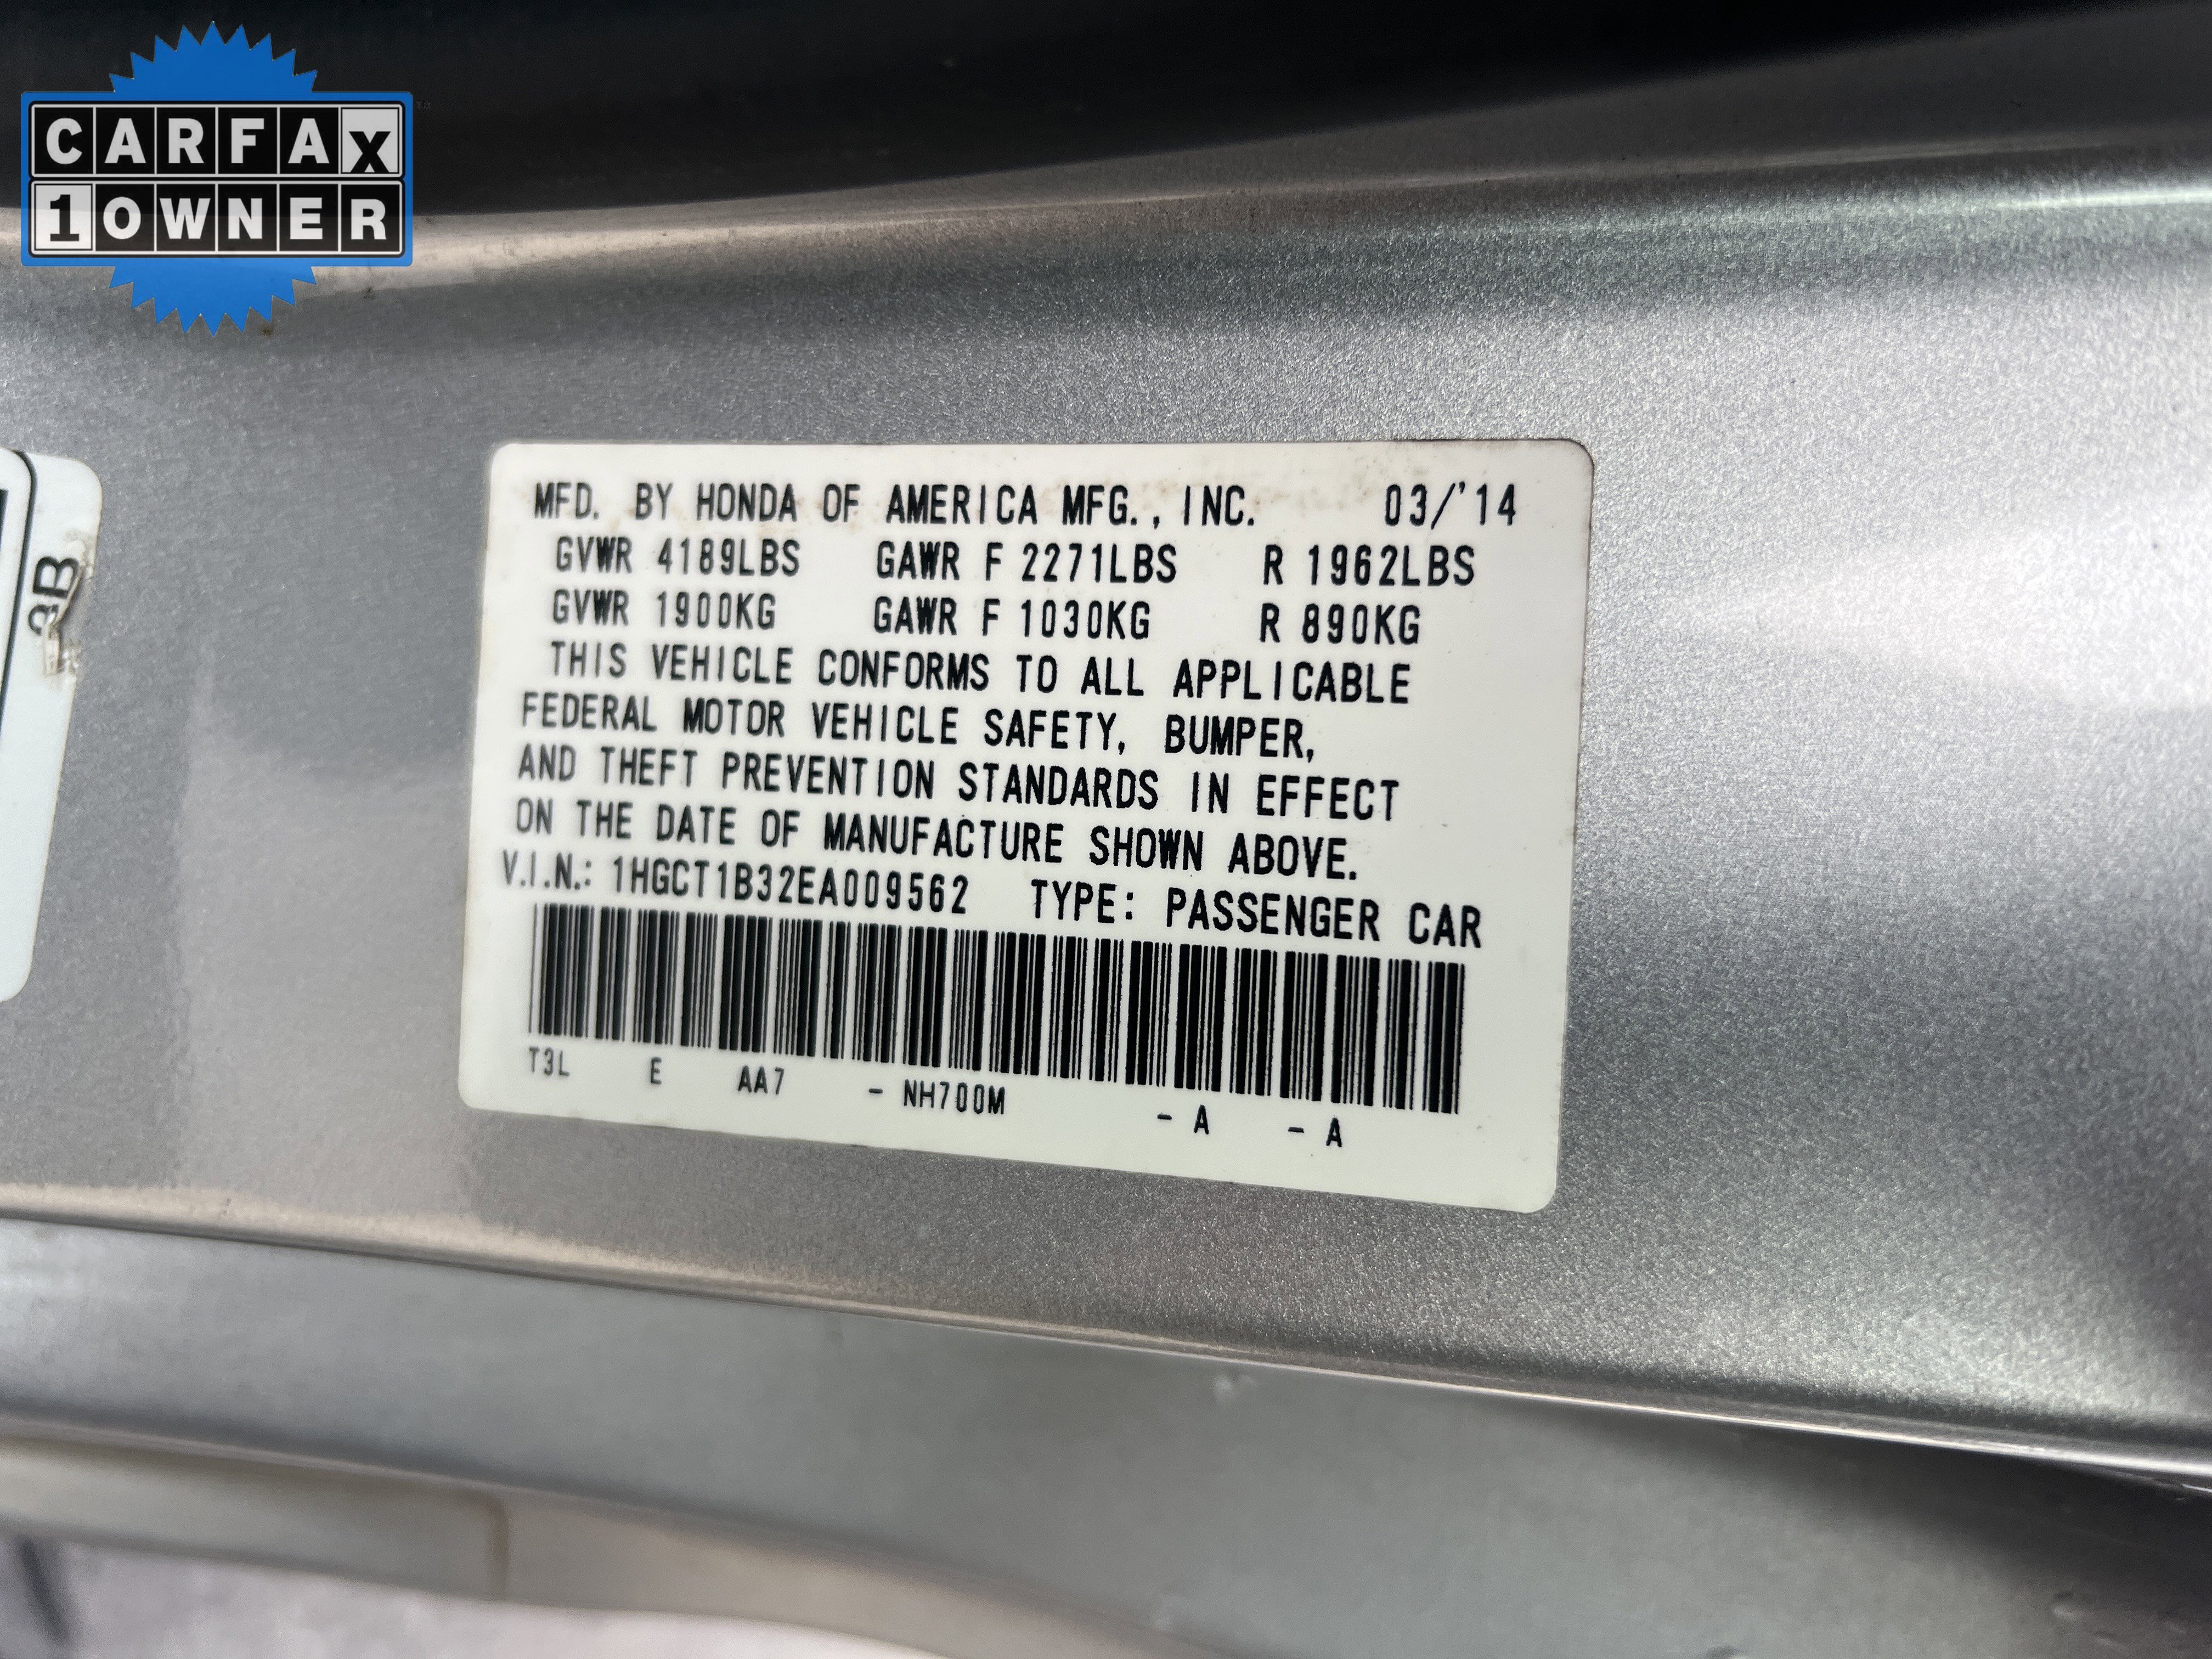 CARFAX
1 OWNER
MFD. BY HONDA OF AMERICA MFG., INC. 03/'14
GVWR 4189LBS GAWR F 2271LBS R 1962LBS
GVWR 1900KG GAWR F 1030KG R 890KG
THIS VEHICLE CONFORMS TO ALL APPLICABLE
FEDERAL MOTOR VEHICLE SAFETY, BUMPER,
AND THEFT PREVENTION STANDARDS IN EFFECT
ON THE DATE OF MANUFACTURE SHOWN ABOVE.
V.I.N.: 1HGCT1B32EA009562 TYPE: PASSENGER CAR
T3L E AA7 - NH700M - A - A